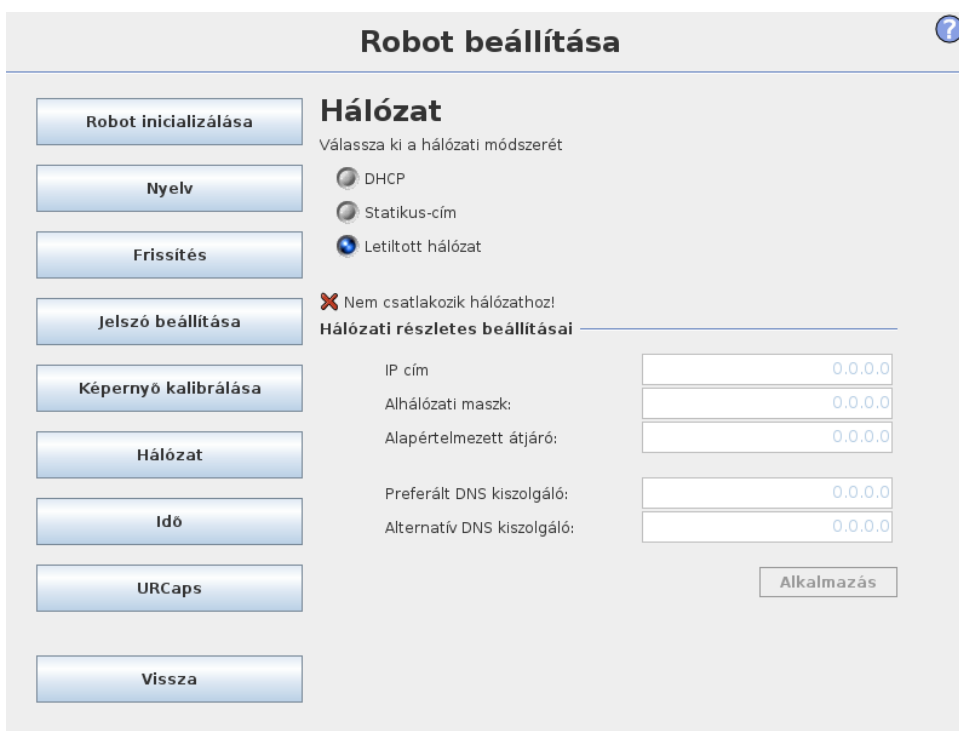 Robot beállítása
?
Robot inicializálása
Nyelv
Frissítés
Jelszó beállítása
Képernyõ kalibrálása
Hálózat
Idõ
URCaps
Vissza
Hálózat
Válassza ki a hálózati módszerét
DHCP
Statikus-cím
Letiltott hálózat
Nem csatlakozik hálózathoz!
Hálózati részletes beállításai
IP cím 0.0.0.0
Alhálózati maszk: 0.0.0.0
Alapértelmezett átjáró: 0.0.0.0
Preferált DNS kiszolgáló: 0.0.0.0
Alternatív DNS kiszolgáló: 0.0.0.0
Alkalmazás